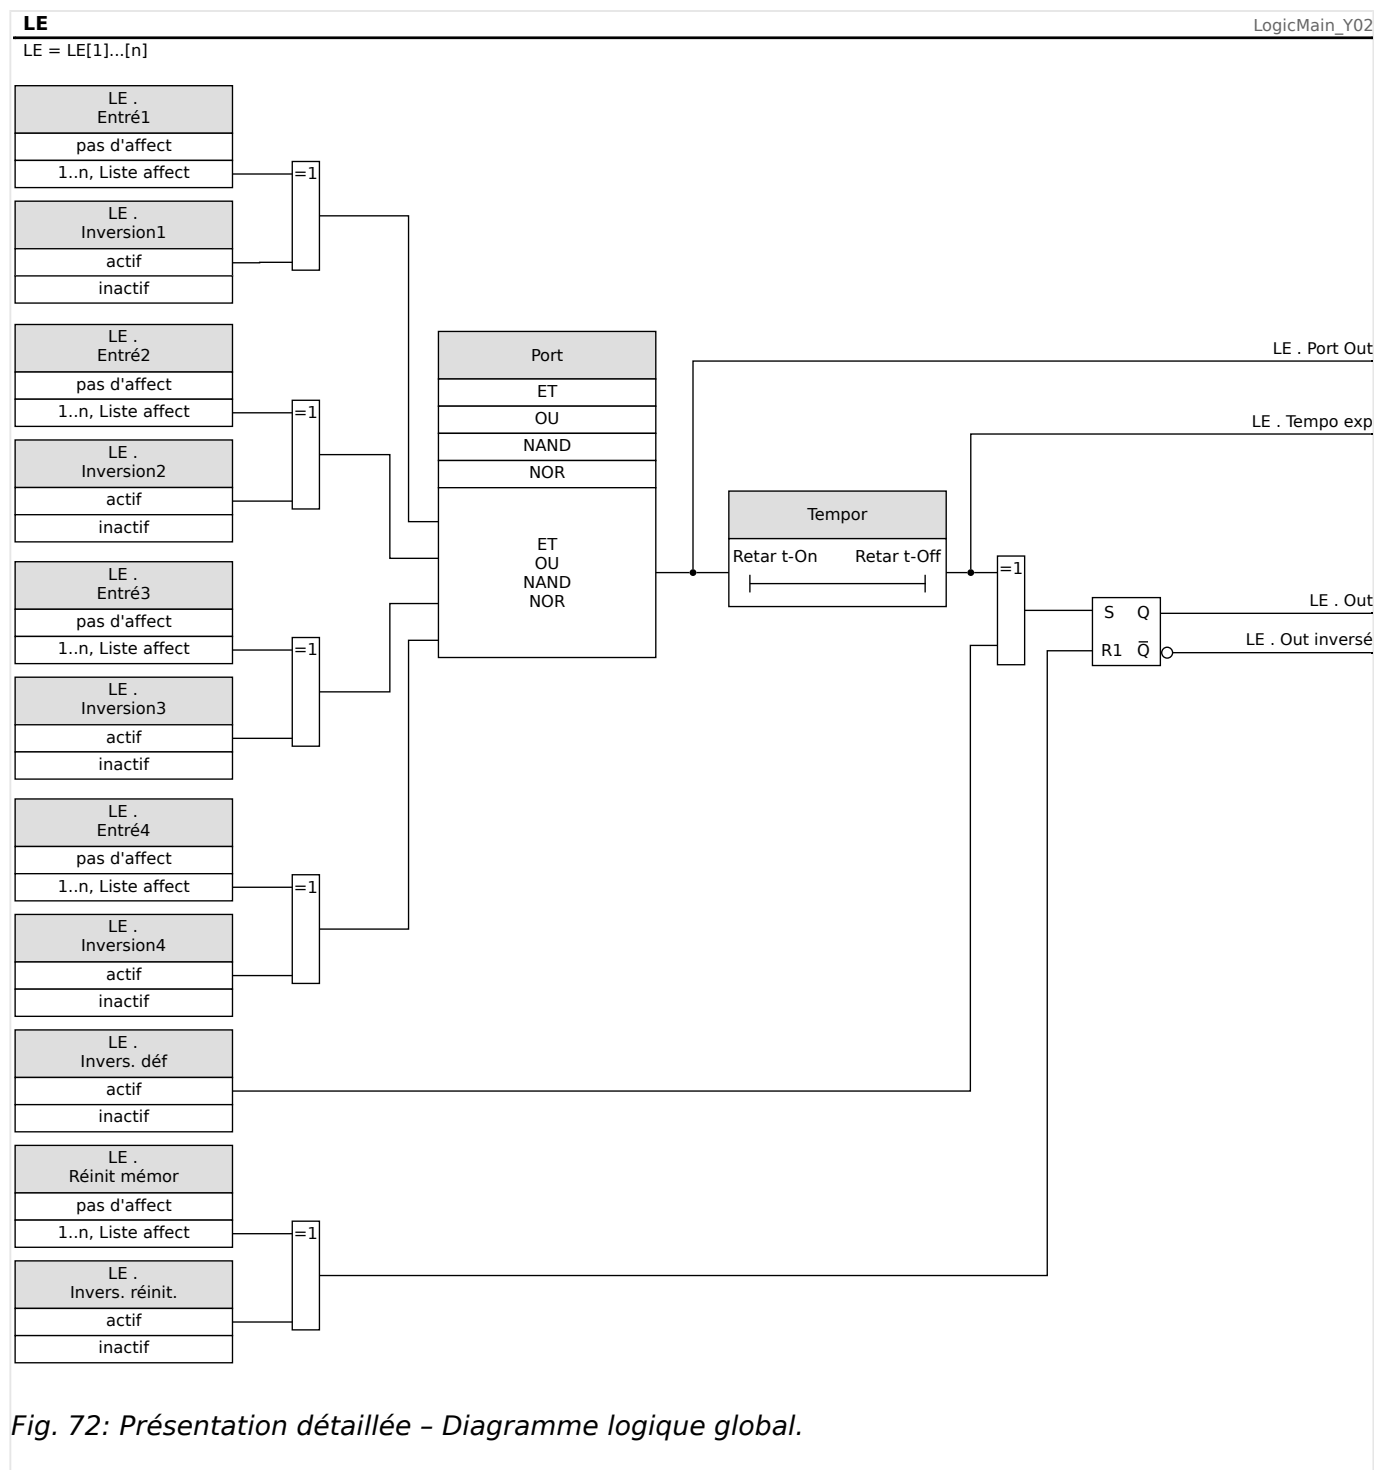 LE
LogicMain_Y02
LE = LE[1]...[n]
LE .
Entré1
pas d'affect
1..n, Liste affect
=1
LE .
Inversion1
actif
inactif
LE .
Entré2
pas d'affect
1..n, Liste affect
=1
LE .
Inversion2
actif
inactif
LE .
Entré3
pas d'affect
1..n, Liste affect
=1
LE .
Inversion3
actif
inactif
LE .
Entré4
pas d'affect
1..n, Liste affect
=1
LE .
Inversion4
actif
inactif
LE .
Invers. déf
actif
inactif
LE .
Réinit mémor
pas d'affect
1..n, Liste affect
=1
LE .
Invers. réinit.
actif
inactif
Port
ET
OU
NAND
NOR
ET
OU
NAND
NOR
LE . Port Out
LE . Tempo exp
Tempor
Retar t-On Retar t-Off
=1
S Q
R1 Q̅
LE . Out
LE . Out inversé
Fig. 72: Présentation détaillée – Diagramme logique global.